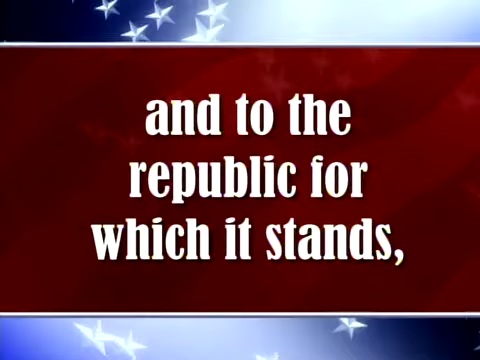 and to the
republic for
which it stands,